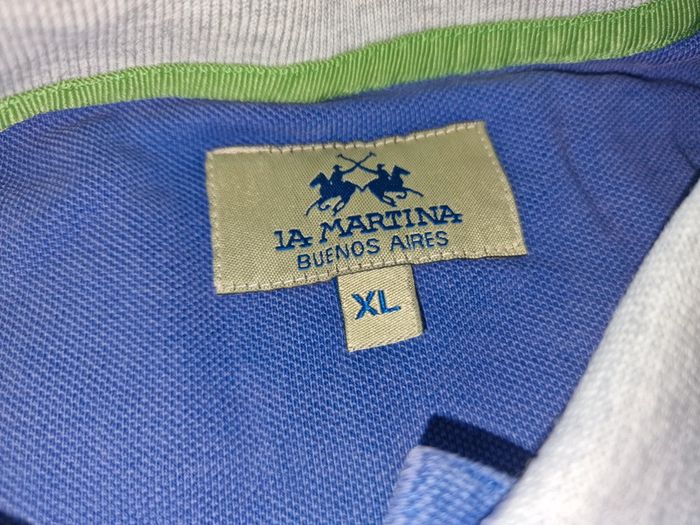 LA MARTINA
BUENOS AIRES
XL